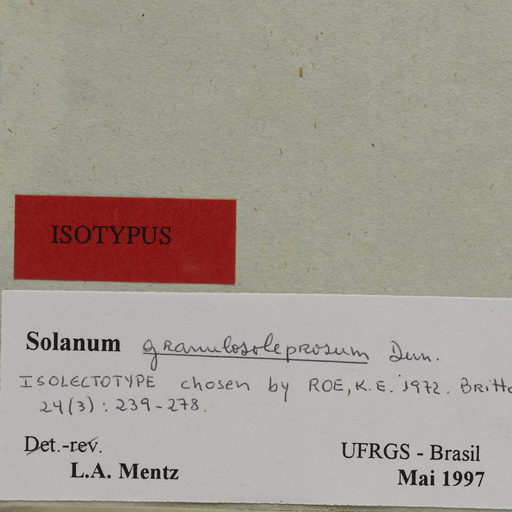 ISOTYPUS
Solanum granulosoleprosum Dun.
ISOLECTOTYPE chosen by ROE, K.E. 1972. Britto
24(3): 239-278.
Det.-rev.
UFRGS - Brasil
L.A. Mentz
Mai 1997